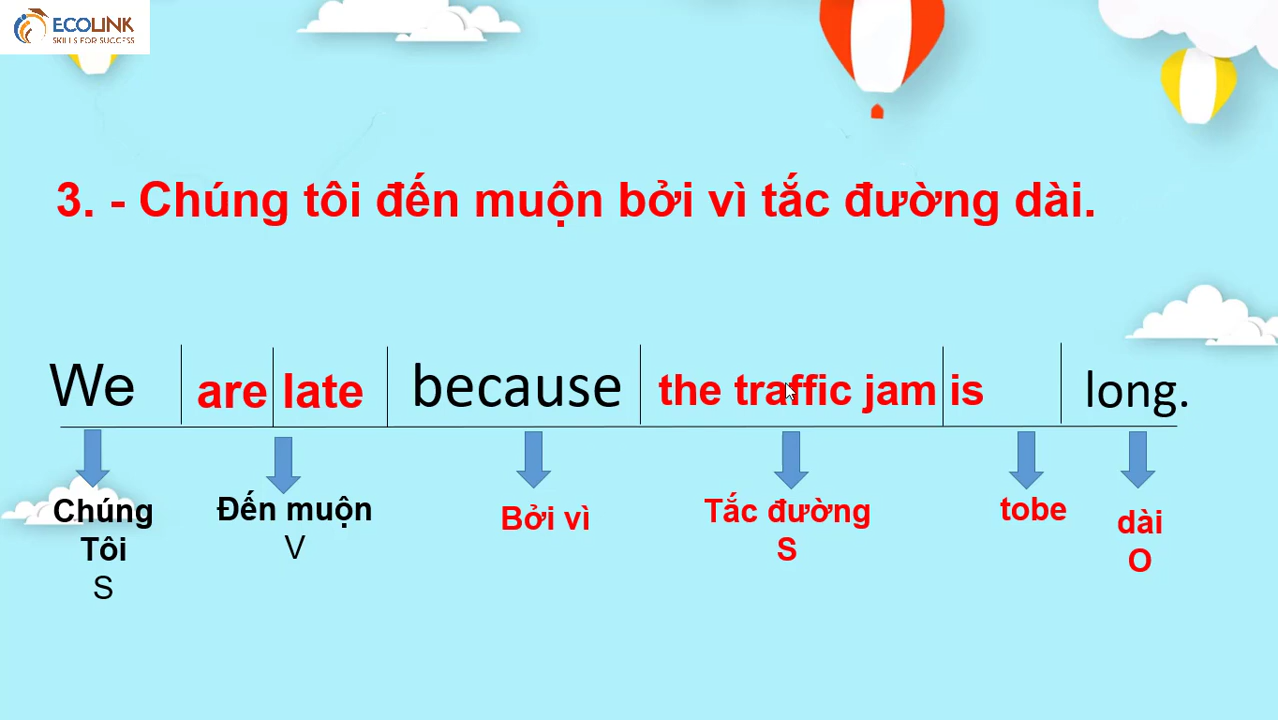 ECOLINK
SKILLS FOR SUCCESS
3. - Chúng tôi đến muộn bởi vì tắc đường dài.
We are late because the traffic jam is long.
Chúng Đến muộn Bởi vì Tắc đường tobe dài
Tôi V S O
S